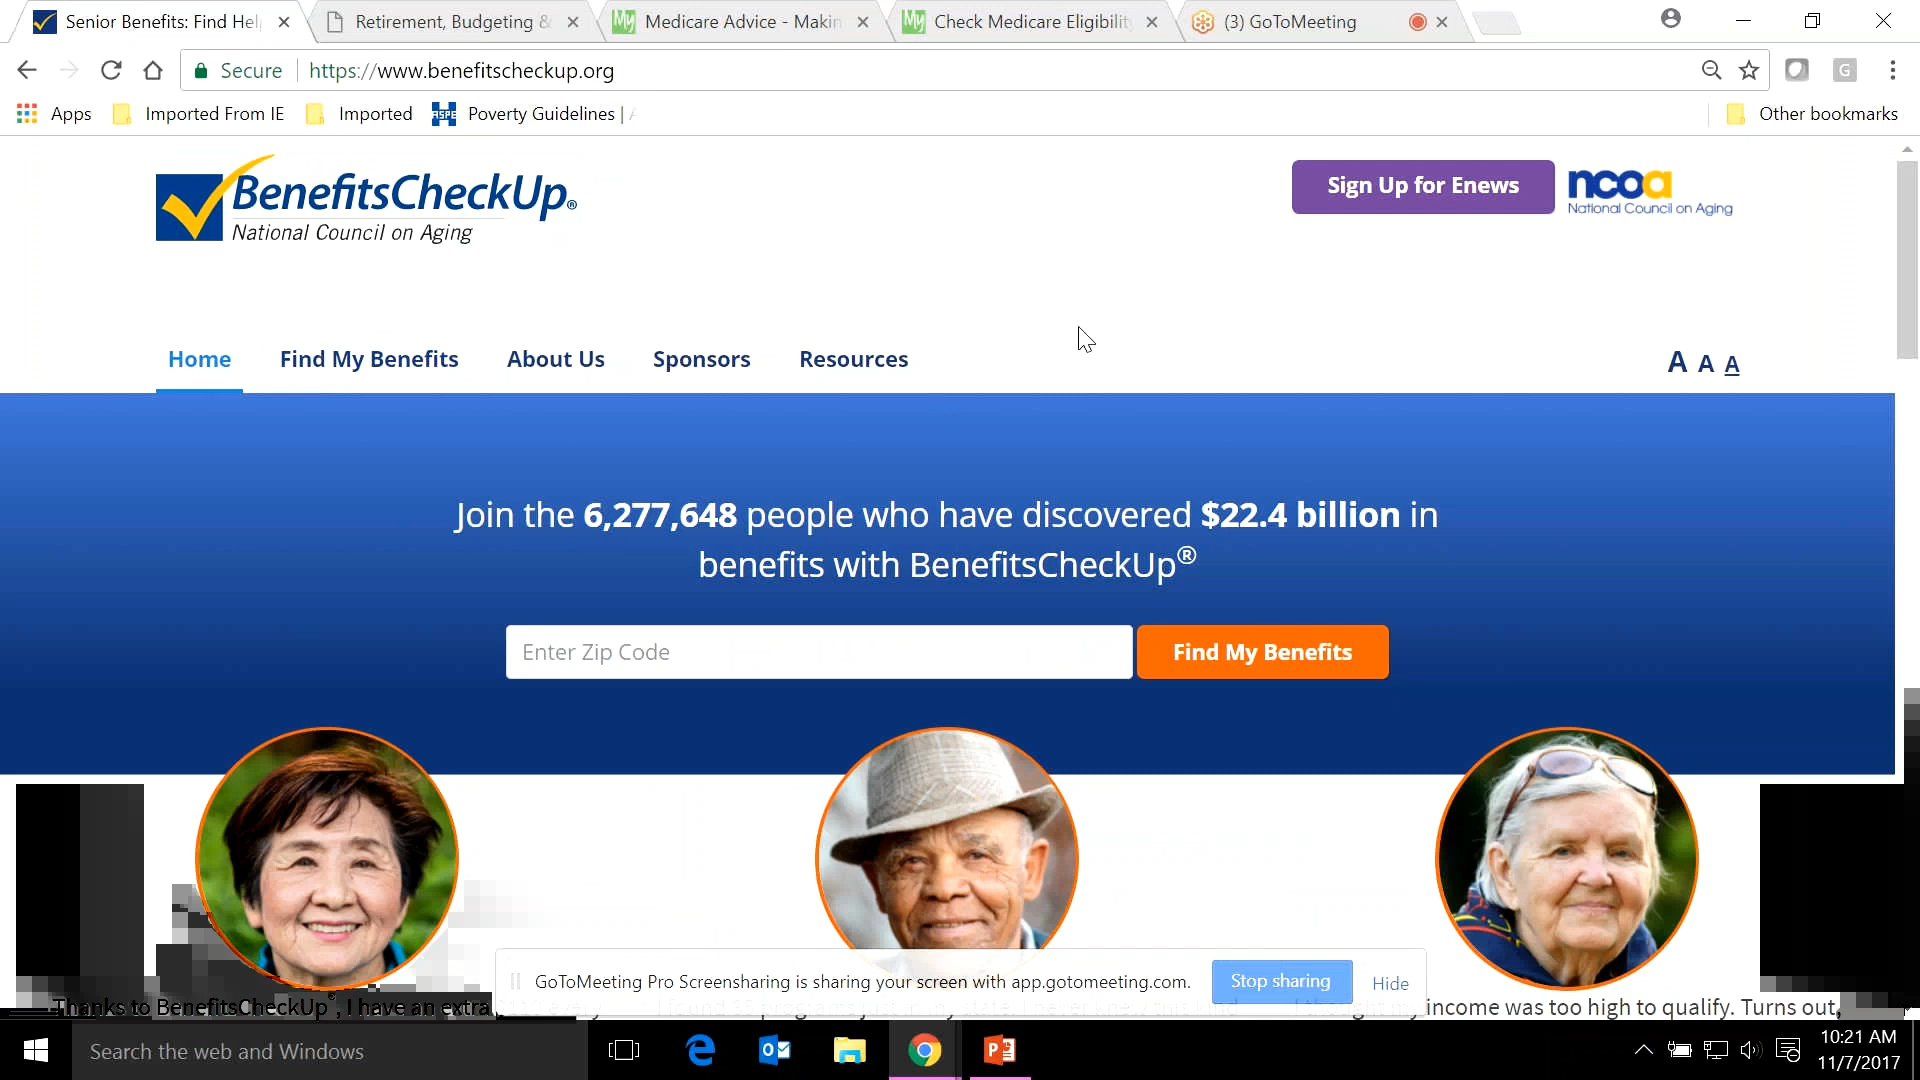 Senior Benefits: Find Hel
Retirement, Budgeting &
Medicare Advice - Makin
Check Medicare Eligibility
(3) GoToMeeting
Secure
https://www.benefitscheckup.org
G
Apps
Imported From IE
Imported
ASPE
Poverty Guidelines |
Other bookmarks
BenefitsCheckUp®
National Council on Aging
Sign Up for Enews
ncoa
National Council on Aging
Home
Find My Benefits
About Us
Sponsors
Resources
A A A
Join the 6,277,648 people who have discovered $22.4 billion in
benefits with BenefitsCheckUp®
Enter Zip Code
Find My Benefits
GoToMeeting Pro Screensharing is sharing your screen with app.gotomeeting.com.
Stop sharing
Hide
Thanks to BenefitsCheckUp®, I have an extra
income was too high to qualify. Turns out,
Search the web and Windows
10:21 AM
11/7/2017